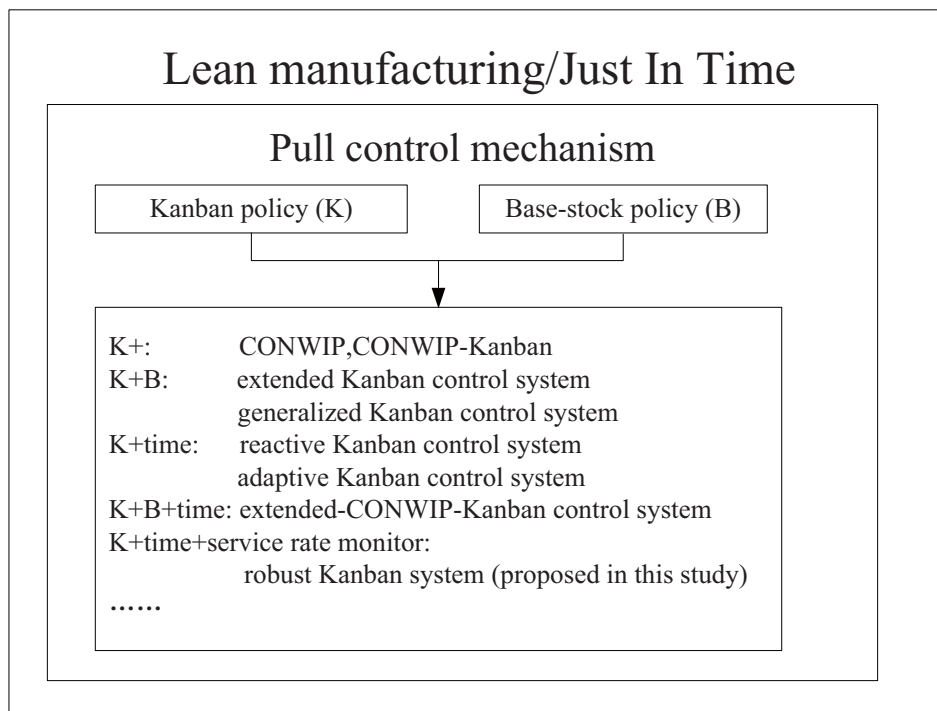 Lean manufacturing/Just In Time
Pull control mechanism
Kanban policy (K)
Base-stock policy (B)
K+: CONWIP,CONWIP-Kanban
K+B: extended Kanban control system
generalized Kanban control system
K+time: reactive Kanban control system
adaptive Kanban control system
K+B+time: extended-CONWIP-Kanban control system
K+time+service rate monitor:
robust Kanban system (proposed in this study)
......